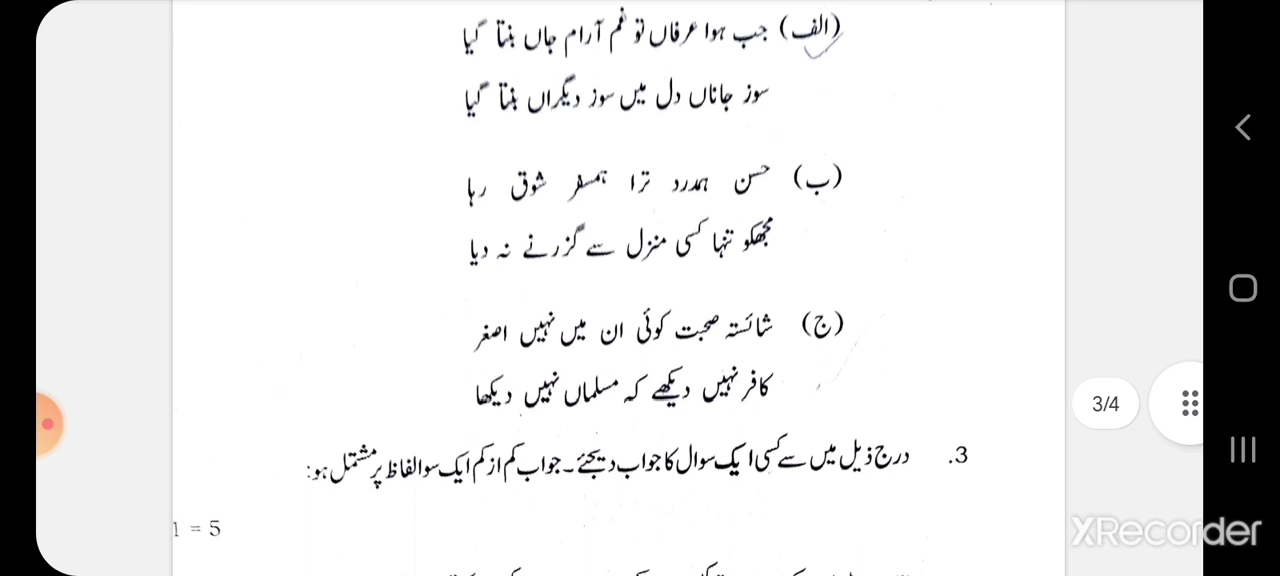 (الف) جب ہوا عرفاں تو غم آرام جاں بنتا گیا
سوز جاناں دل میں سوز دیگراں بنتا گیا
(ب) حسن ہمدرد ترا ہمسفر شوق رہا
مجھکو تنہا کسی منزل سے گزرنے نہ دیا
(ج) شائستہ صحبت کوئی ان میں نہیں اصغر
کافر نہیں دیکھے کہ مسلماں نہیں دیکھا
3/4
3. درج ذیل میں سے کسی ایک سوال کا جواب دیجئے۔ جواب کم از کم ایک سو الفاظ پر مشتمل ہو:
1 = 5
XRecorder